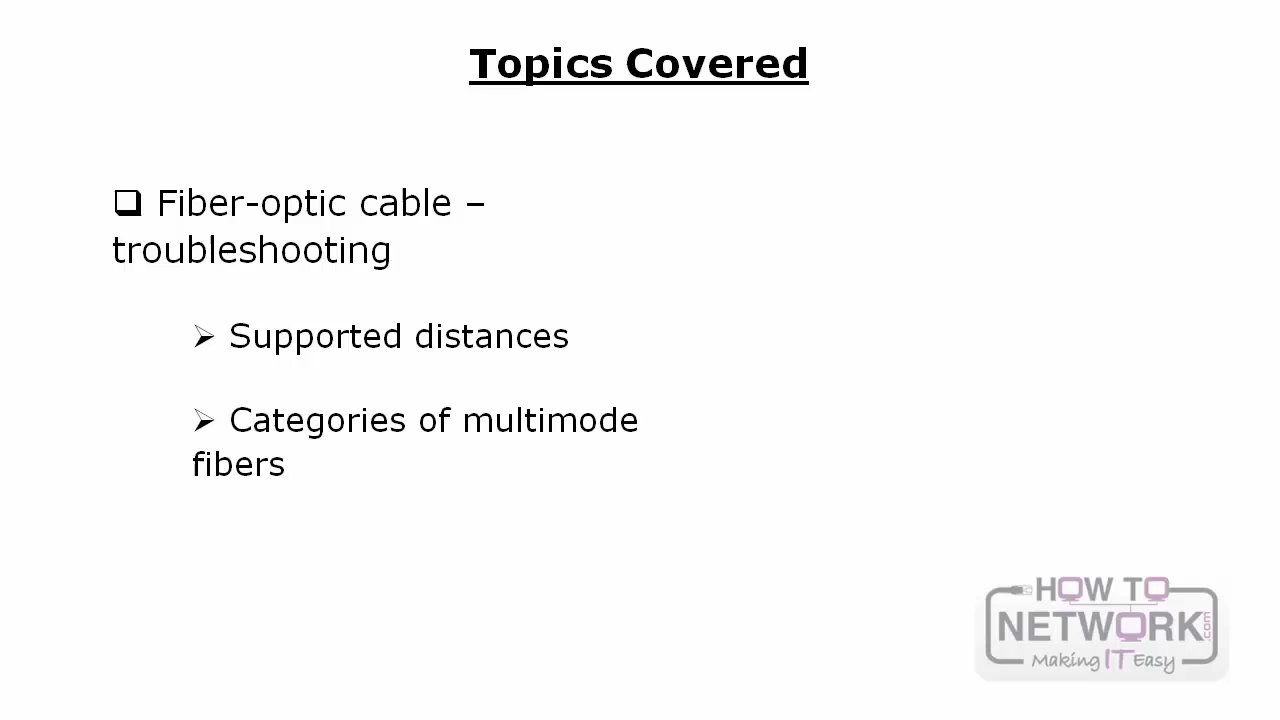 Topics Covered
❑ Fiber-optic cable –
troubleshooting
➢ Supported distances
➢ Categories of multimode
fibers
HOW TO
NETWORK.com
Making IT Easy